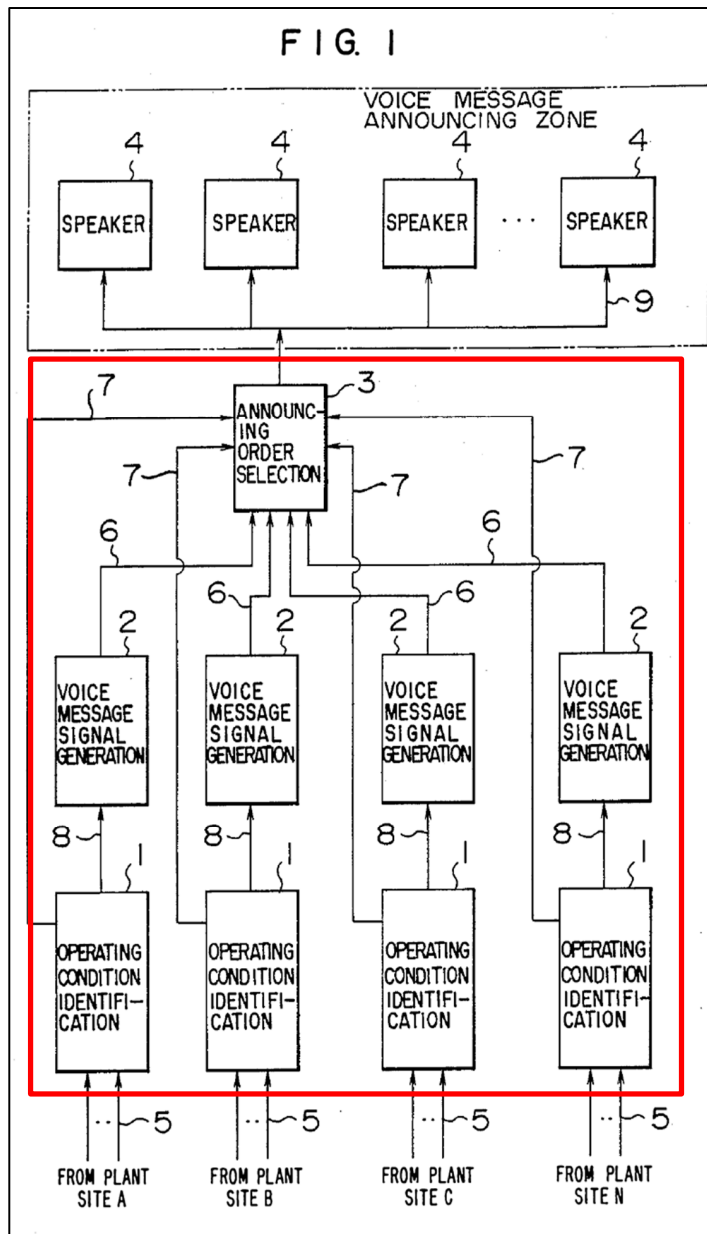 FIG. 1
VOICE MESSAGE
ANNOUNCING ZONE
4 4 4 4
SPEAKER SPEAKER SPEAKER ... SPEAKER
9
7 3
ANNOUNC-
ING
ORDER
SELECTION
7 7 7
6 6
6 6
2 2 2 2
VOICE
MESSAGE
SIGNAL
GENERATION
VOICE
MESSAGE
SIGNAL
GENERATION
VOICE
MESSAGE
SIGNAL
GENERATION
VOICE
MESSAGE
SIGNAL
GENERATION
8 8 8 8
1 1 1 1
OPERATING
CONDITION
IDENTIFI-
CATION
OPERATING
CONDITION
IDENTIFI-
CATION
OPERATING
CONDITION
IDENTIFI-
CATION
OPERATING
CONDITION
IDENTIFI-
CATION
.. 5 .. 5 .. 5 .. 5
FROM PLANT
SITE A
FROM PLANT
SITE B
FROM PLANT
SITE C
FROM PLANT
SITE N